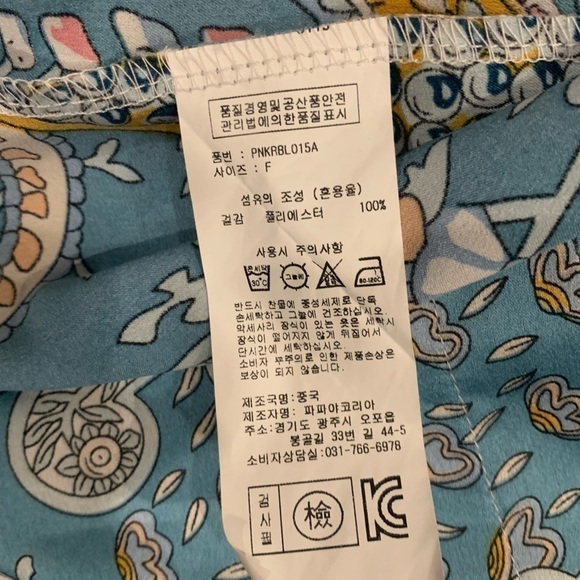 품질경영및공산품안전
관리법에의한품질표시
품번 : PNKRBL015A
사이즈 : F
섬유의 조성 (혼용율)
겉감 폴리에스터 100%
사용시 주의사항
30℃
80-120C
반드시 찬물에 중성세제로 단독
손세탁하고 그늘에 건조하십시오.
악세사리 장식이 있는 옷은 세탁시
장식이 떨어지지 않게 뒤집어서
단시간에 세탁하십시오.
소비자 부주의로 인한 제품손상은
보상이 되지 않습니다.
제조국명:중국
제조자명: 파파야코리아
주소:경기도 광주시 오포읍
봉골길 33번 길 44-5
소비자상담실:031-766-6978
검사필
檢
KC